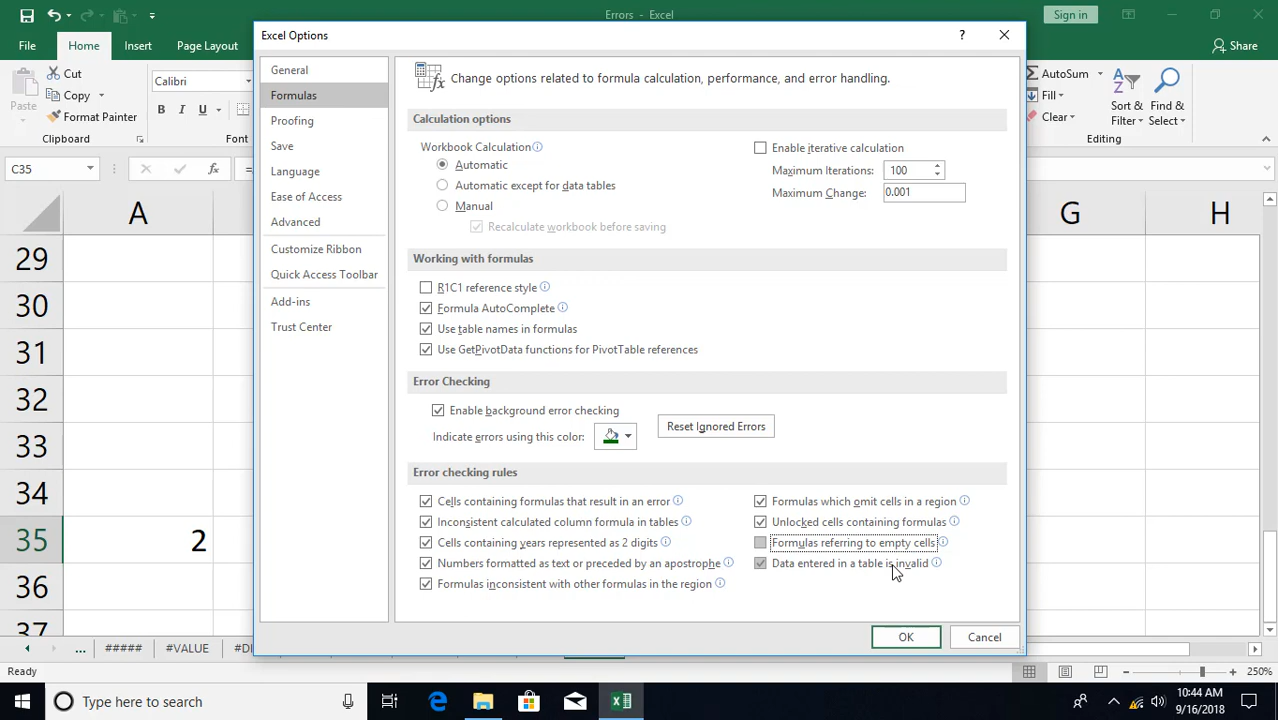 Errors - Excel
Sign in
File
Home
Insert
Page Layout
Share
Cut
Copy
Format Painter
Paste
Clipboard
Calibri
B I U
Font
AutoSum
Fill
Clear
Sort & Filter
Find & Select
Editing
C35
fx
=
A
G
H
29
30
31
32
33
34
35
2
36
37
Excel Options
?
General
Formulas
Proofing
Save
Language
Ease of Access
Advanced
Customize Ribbon
Quick Access Toolbar
Add-ins
Trust Center
Change options related to formula calculation, performance, and error handling.
Calculation options
Workbook Calculation
Automatic
Automatic except for data tables
Manual
Recalculate workbook before saving
Enable iterative calculation
Maximum Iterations: 100
Maximum Change: 0.001
Working with formulas
R1C1 reference style
Formula AutoComplete
Use table names in formulas
Use GetPivotData functions for PivotTable references
Error Checking
Enable background error checking
Indicate errors using this color:
Reset Ignored Errors
Error checking rules
Cells containing formulas that result in an error
Inconsistent calculated column formula in tables
Cells containing years represented as 2 digits
Numbers formatted as text or preceded by an apostrophe
Formulas inconsistent with other formulas in the region
Formulas which omit cells in a region
Unlocked cells containing formulas
Formulas referring to empty cells
Data entered in a table is invalid
OK
Cancel
...
#####
#VALUE
Ready
250%
Type here to search
10:44 AM
9/16/2018